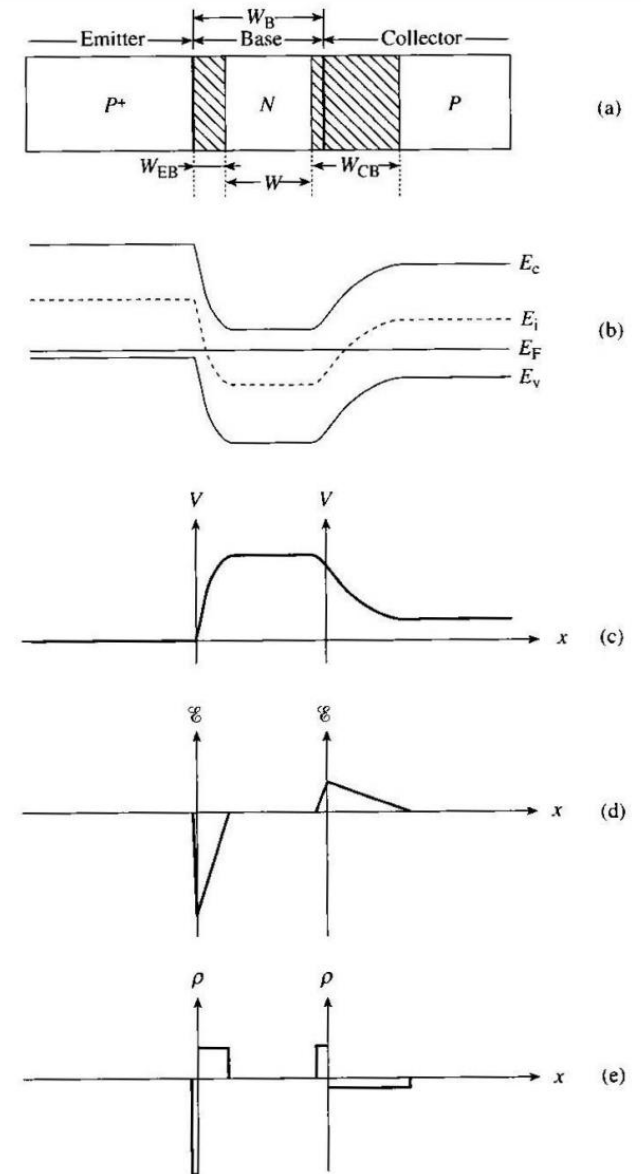 W_B
Emitter Base Collector
P+ N P (a)
W_EB W W_CB
E_c
E_i
E_F
E_v
(b)
V V
x (c)
ℰ ℰ
x (d)
ρ ρ
x (e)